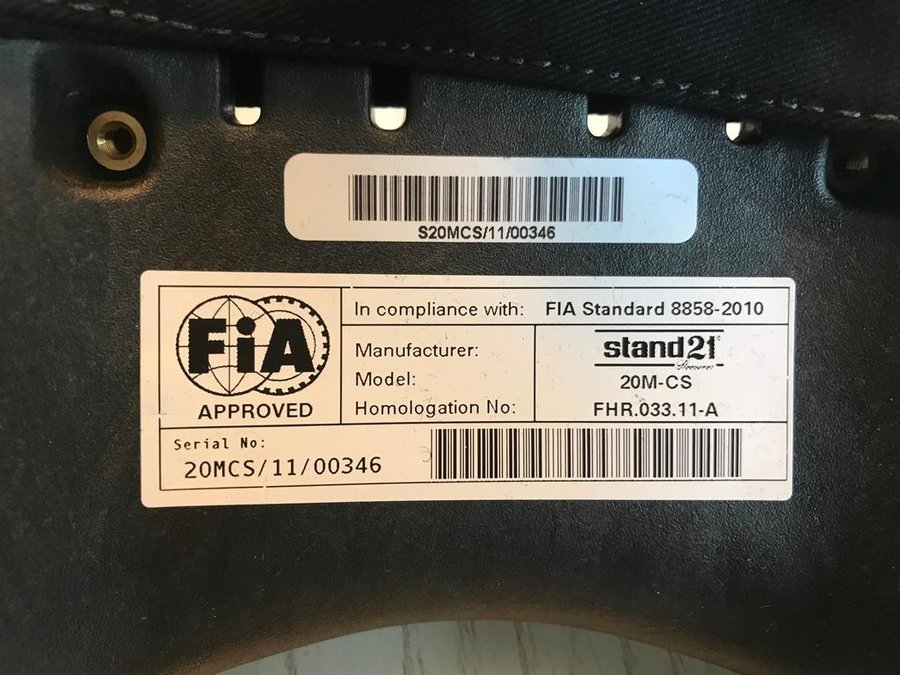 S20MCS/11/00346
FiA
APPROVED
In compliance with: FIA Standard 8858-2010
Manufacturer: stand21
Model: 20M-CS
Homologation No: FHR.033.11-A
Serial No:
20MCS/11/00346